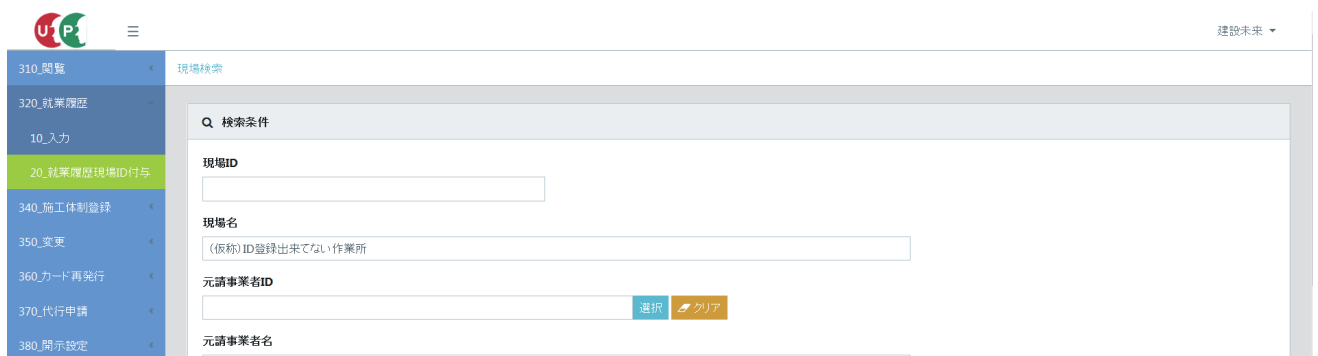 UP
建設未来
310_閲覧
現場検索
320_就業履歴
検索条件
10_入力
現場ID
20_就業履歴現場ID付与
340_施工体制登録
現場名
350_変更
(仮称)ID登録出来てない作業所
360_カード再発行
元請事業者ID
370_代行申請
選択 クリア
380_開示設定
元請事業者名